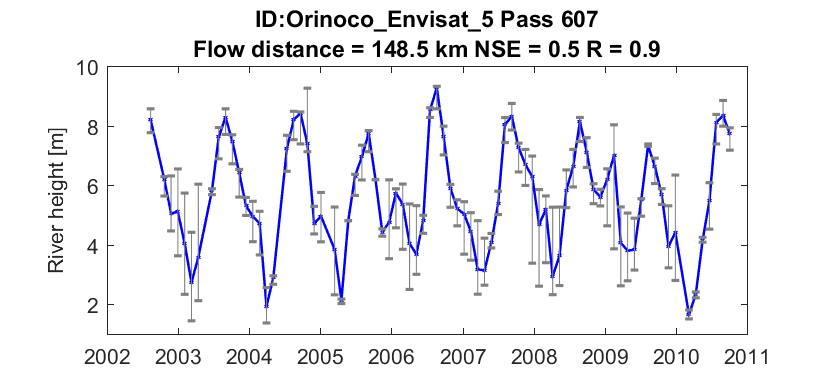 ID:Orinoco_Envisat_5 Pass 607
Flow distance = 148.5 km NSE = 0.5 R = 0.9
10
8
6
4
2
River height [m]
2002 2003 2004 2005 2006 2007 2008 2009 2010 2011